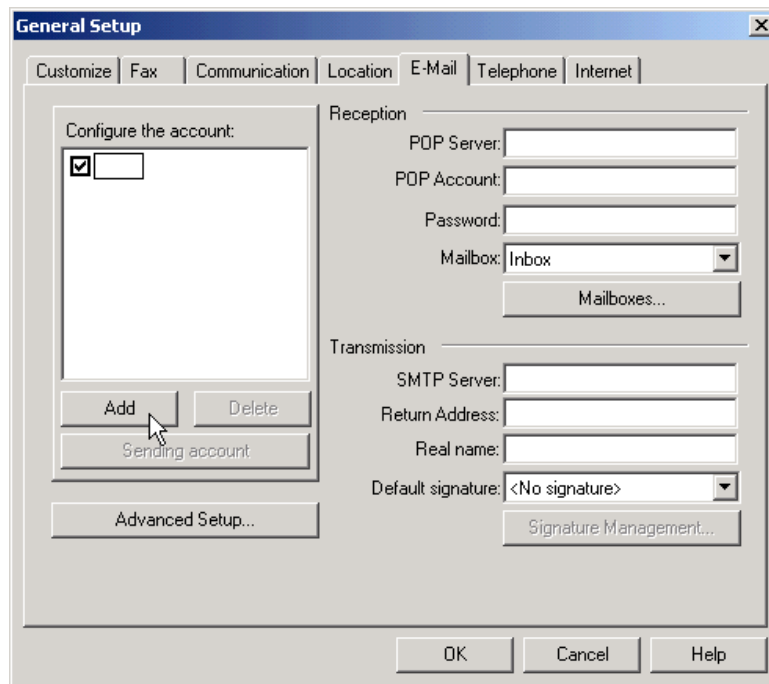 General Setup
Customize Fax Communication Location E-Mail Telephone Internet
Configure the account:
Add Delete
Sending account
Advanced Setup...
Reception
POP Server:
POP Account:
Password:
Mailbox: Inbox
Mailboxes...
Transmission
SMTP Server:
Return Address:
Real name:
Default signature: <No signature>
Signature Management...
OK Cancel Help